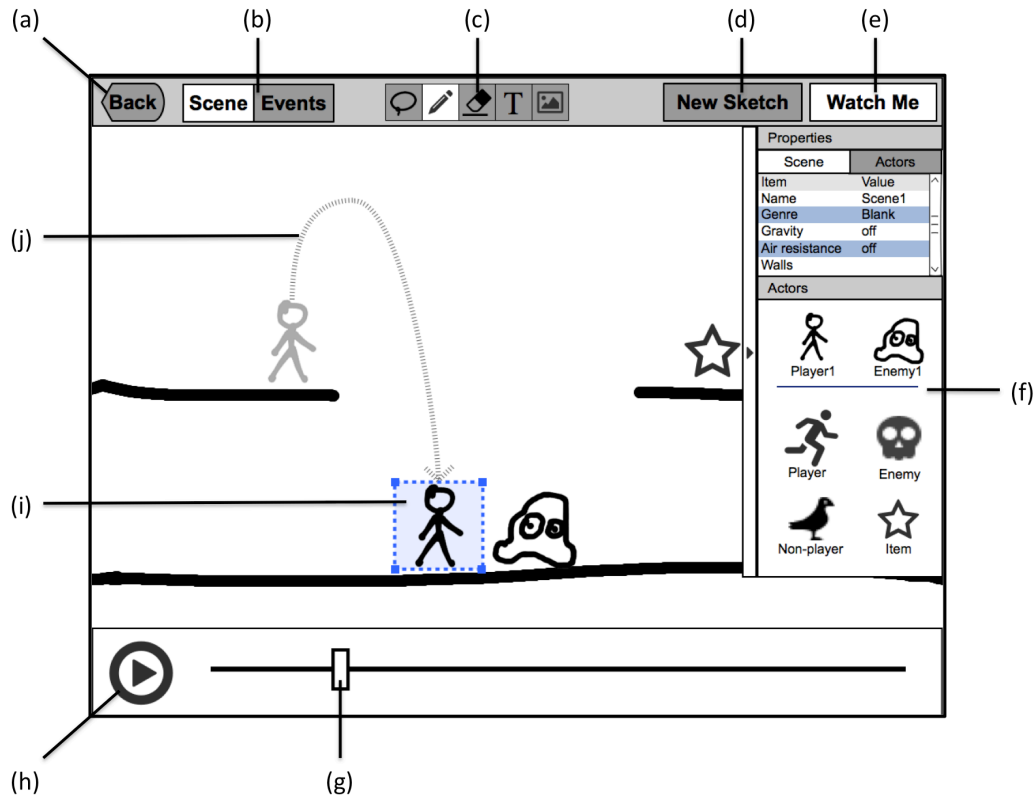 (a) (b) (c) (d) (e)
Back Scene Events T New Sketch Watch Me
Properties
Scene Actors
Item Value
Name Scene1
Genre Blank
Gravity off
Air resistance off
Walls
(j)
Actors
Player1 Enemy1
(f)
Player Enemy
(i)
Non-player Item
(h) (g)